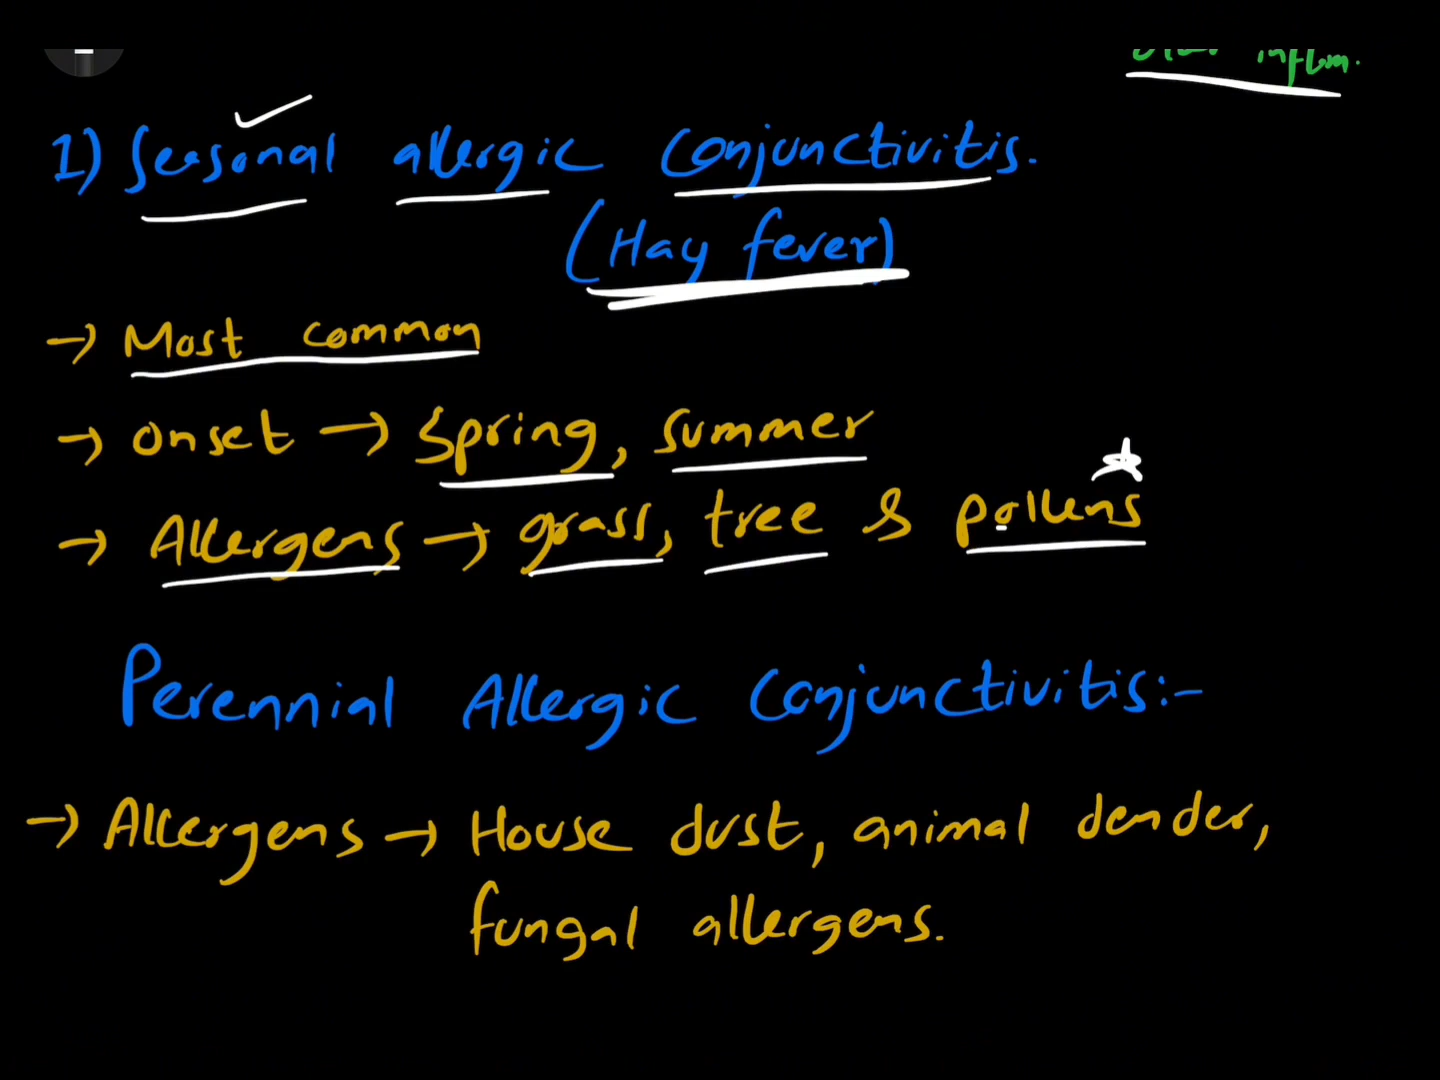 inflam.
1) Seasonal allergic Conjunctivitis.
(Hay fever)
→ Most common
→ onset → Spring, summer
→ Allergens → grass, tree & pollens
Perennial Allergic Conjunctivitis:-
→ Allergens → House dust, animal dander,
fungal allergens.